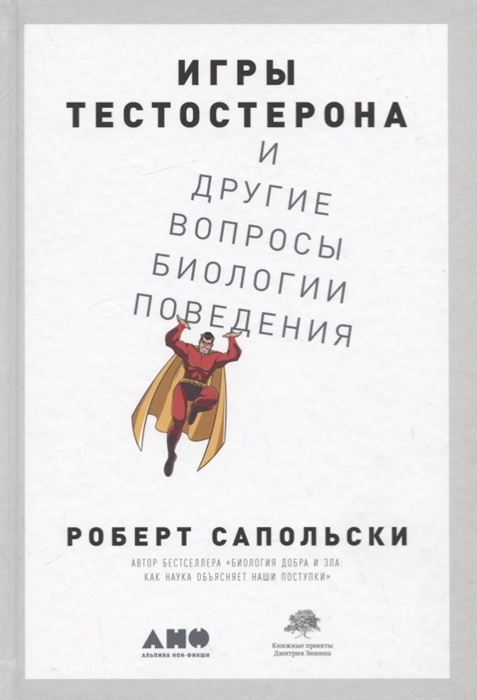 ИГРЫ
ТЕСТОСТЕРОНА
И
ДРУГИЕ
ВОПРОСЫ
БИОЛОГИИ
ПОВЕДЕНИЯ
РОБЕРТ САПОЛЬСКИ
АВТОР БЕСТСЕЛЛЕРА «БИОЛОГИЯ ДОБРА И ЗЛА:
КАК НАУКА ОБЪЯСНЯЕТ НАШИ ПОСТУПКИ»
АНФ
АЛЬПИНА НОН-ФИКШН
Книжные проекты
Дмитрия Зимина